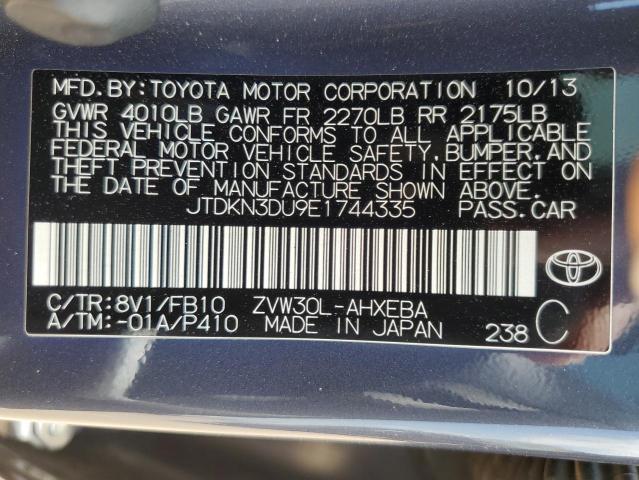 MFD.BY:TOYOTA MOTOR CORPORATION 10/13
GVWR 4010LB GAWR FR 2270LB RR 2175LB
THIS VEHICLE CONFORMS TO ALL APPLICABLE
FEDERAL MOTOR VEHICLE SAFETY,BUMPER,AND
THEFT PREVENTION STANDARDS IN EFFECT ON
THE DATE OF MANUFACTURE SHOWN ABOVE.
JTDKN3DU9E1744335 PASS.CAR
C/TR:8V1/FB10 ZVW30L-AHXEBA
A/TM:-01A/P410 MADE IN JAPAN 238 C